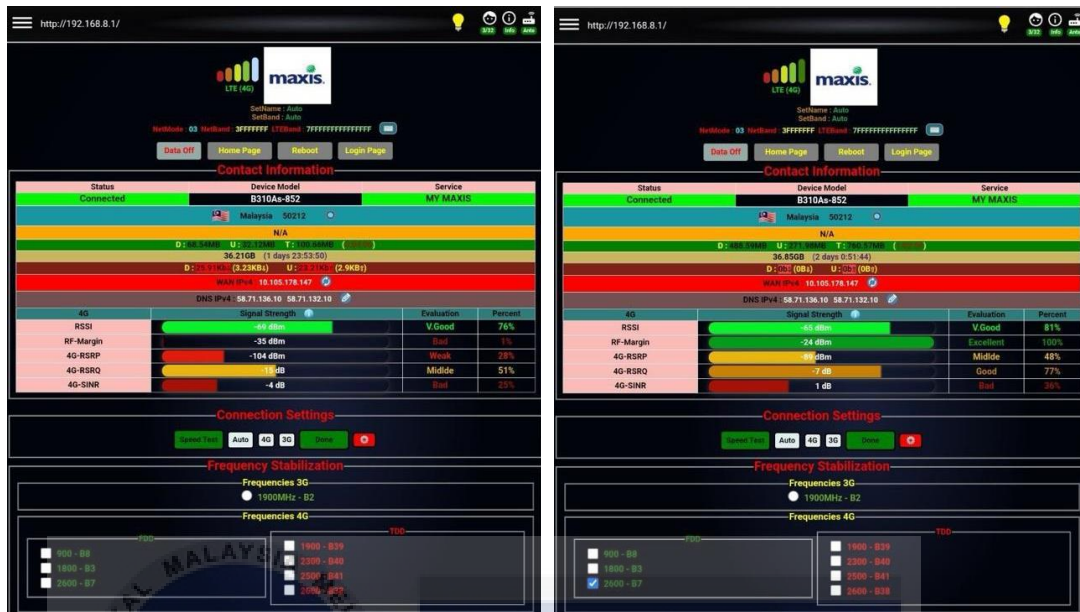 http://192.168.8.1/
3/32 Info Ante
LTE (4G)
maxis.
SetName : Auto
SetBand : Auto
NetMode : 03 NetBand : 3FFFFFFF LTEBand : 7FFFFFFFFFFFFFFF
Data Off Home Page Reboot Login Page
Contact Information
Status Device Model Service
Connected B310As-852 MY MAXIS
Malaysia 50212
N/A
D : 68.54MB U : 32.12MB T : 100.66MB
36.21GB (1 days 23:53:50)
(3.23KB↓) (2.9KB↑)
WAN IPv4 : 10.105.178.147
DNS IPv4 : 58.71.136.10 58.71.132.10
4G Signal Strength Evaluation Percent
RSSI -69 dBm V.Good 76%
RF-Margin -35 dBm Bad 1%
4G-RSRP -104 dBm Weak 28%
4G-RSRQ -15 dB Midlde 51%
4G-SINR -4 dB Bad 25%
Connection Settings
Speed Test Auto 4G 3G Done
Frequency Stabilization
Frequencies 3G
1900MHz - B2
Frequencies 4G
FDD
TDD
900 - B8
1800 - B3
2600 - B7
1900 - B39
2300 - B40
2500 - B41
MALAYSIA
http://192.168.8.1/
3/32 Info Ante
LTE (4G)
maxis.
SetName : Auto
SetBand : Auto
NetMode : 03 NetBand : 3FFFFFFF LTEBand : 7FFFFFFFFFFFFFFF
Data Off Home Page Reboot Login Page
Contact Information
Status Device Model Service
Connected B310As-852 MY MAXIS
Malaysia 50212
N/A
D : 488.59MB U : 271.98MB T : 760.57MB
36.85GB (2 days 0:51:44)
D : 0b↓ (0B↓) U : 0b↑ (0B↑)
WAN IPv4 : 10.105.178.147
DNS IPv4 : 58.71.136.10 58.71.132.10
4G Signal Strength Evaluation Percent
RSSI -65 dBm V.Good 81%
RF-Margin -24 dBm Excellent 100%
4G-RSRP -89 dBm Midlde 48%
4G-RSRQ -7 dB Good 77%
4G-SINR 1 dB Bad 36%
Connection Settings
Speed Test Auto 4G 3G Done
Frequency Stabilization
Frequencies 3G
1900MHz - B2
Frequencies 4G
FDD
TDD
900 - B8
1800 - B3
2600 - B7
1900 - B39
2300 - B40
2500 - B41
2600 - B38